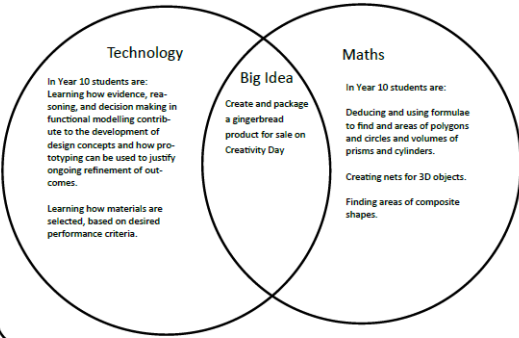 Technology
In Year 10 students are:
Learning how evidence, rea-
soning, and decision making in
functional modelling contrib-
ute to the development of
design concepts and how pro-
totyping can be used to justify
ongoing refinement of out-
comes.
Learning how materials are
selected, based on desired
performance criteria.
Big Idea
Create and package
a gingerbread
product for sale on
Creativity Day
Maths
In Year 10 students are:
Deducing and using formulae
to find and areas of polygons
and circles and volumes of
prisms and cylinders.
Creating nets for 3D objects.
Finding areas of composite
shapes.